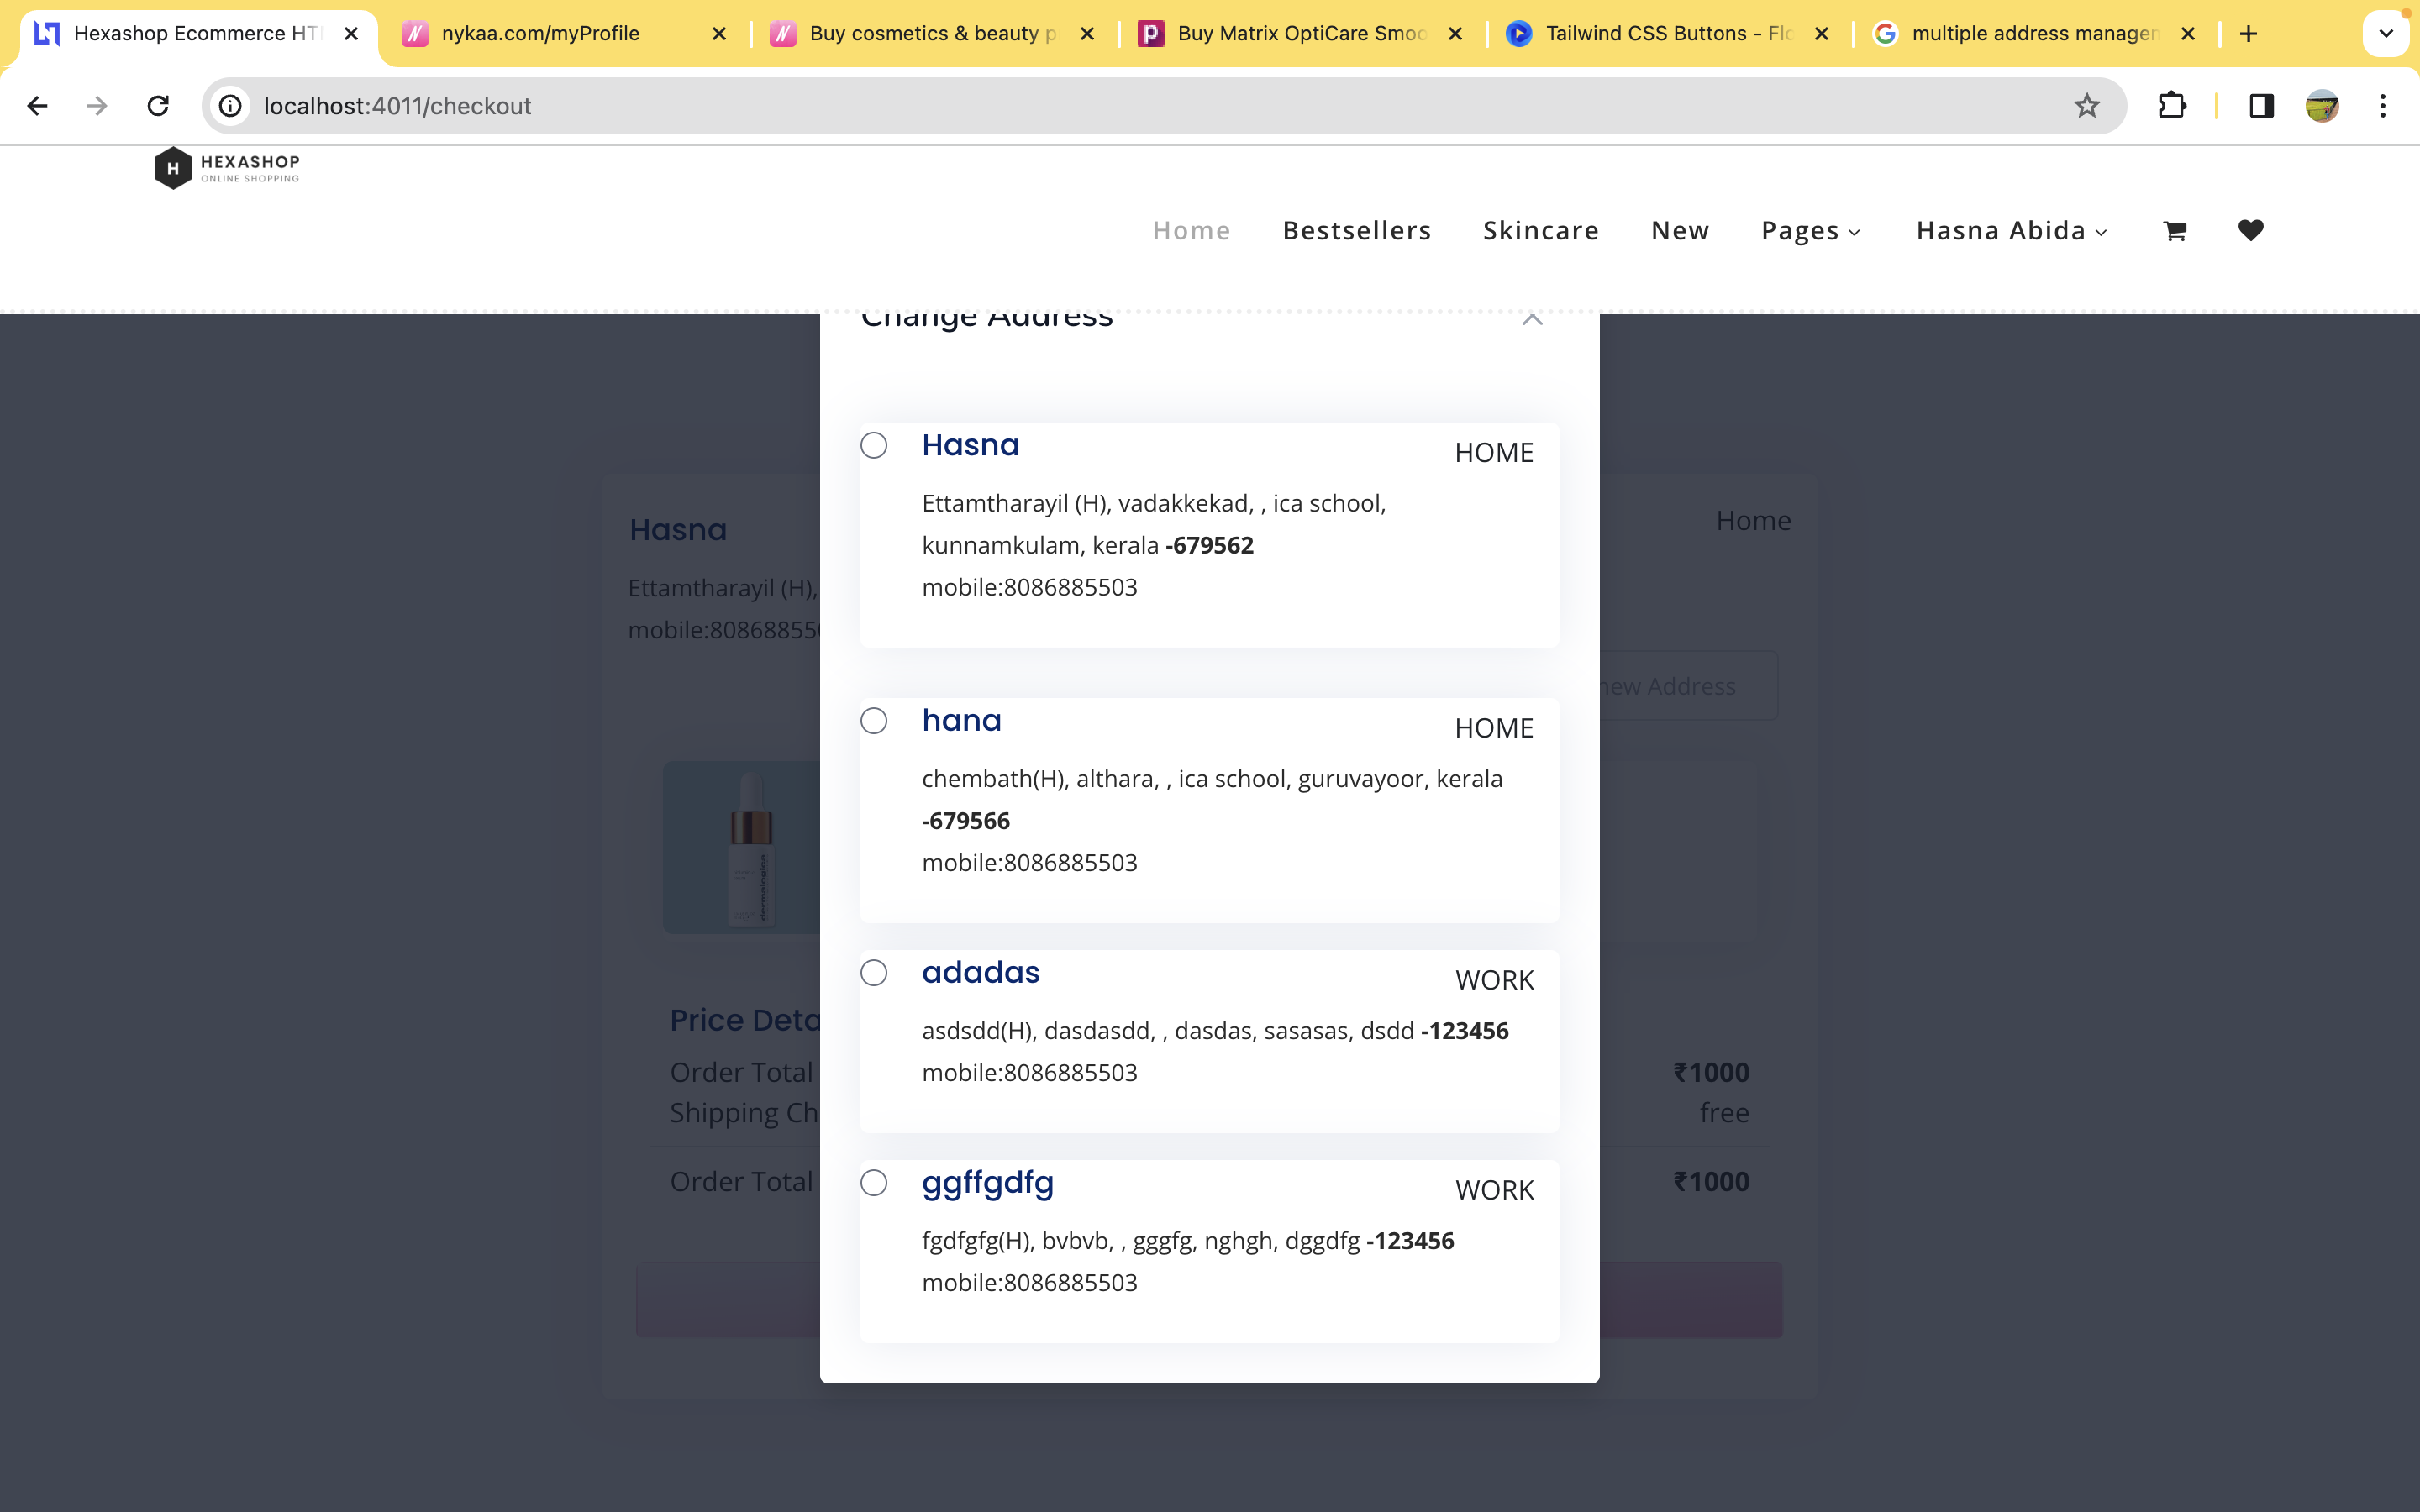 Hexashop Ecommerce HT
nykaa.com/myProfile
Buy cosmetics & beauty p
Buy Matrix OptiCare Smoo
Tailwind CSS Buttons - Flo
multiple address managem
localhost:4011/checkout
H HEXASHOP
ONLINE SHOPPING
Home Bestsellers Skincare New Pages Hasna Abida
Change Address
Hasna HOME
Ettamtharayil (H), vadakkekad, , ica school,
kunnamkulam, kerala -679562
mobile:8086885503
hana HOME
chembath(H), althara, , ica school, guruvayoor, kerala
-679566
mobile:8086885503
adadas WORK
asdsdd(H), dasdasdd, , dasdas, sasasas, dsdd -123456
mobile:8086885503
ggffgdfg WORK
fgdfgfg(H), bvbvb, , gggfg, nghgh, dggdfg -123456
mobile:8086885503
Hasna Home
Ettamtharayil (H),
mobile:808688550
new Address
dermalogica
Price Deta
Order Total ₹1000
Shipping Ch free
Order Total ₹1000